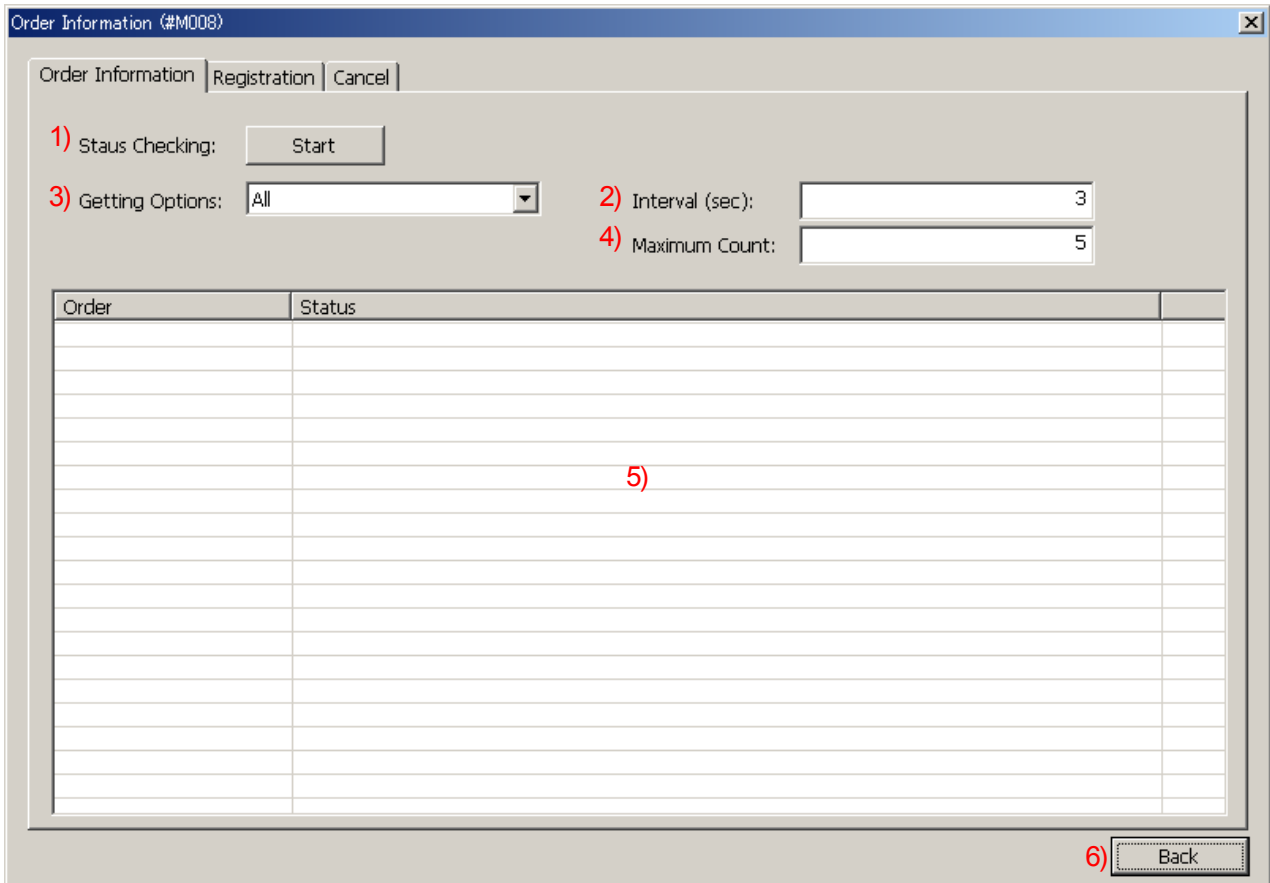 Order Information (#M008)
Order Information Registration Cancel
1) Staus Checking: Start
3) Getting Options: All 2) Interval (sec): 3
4) Maximum Count: 5
Order Status
5)
6) Back